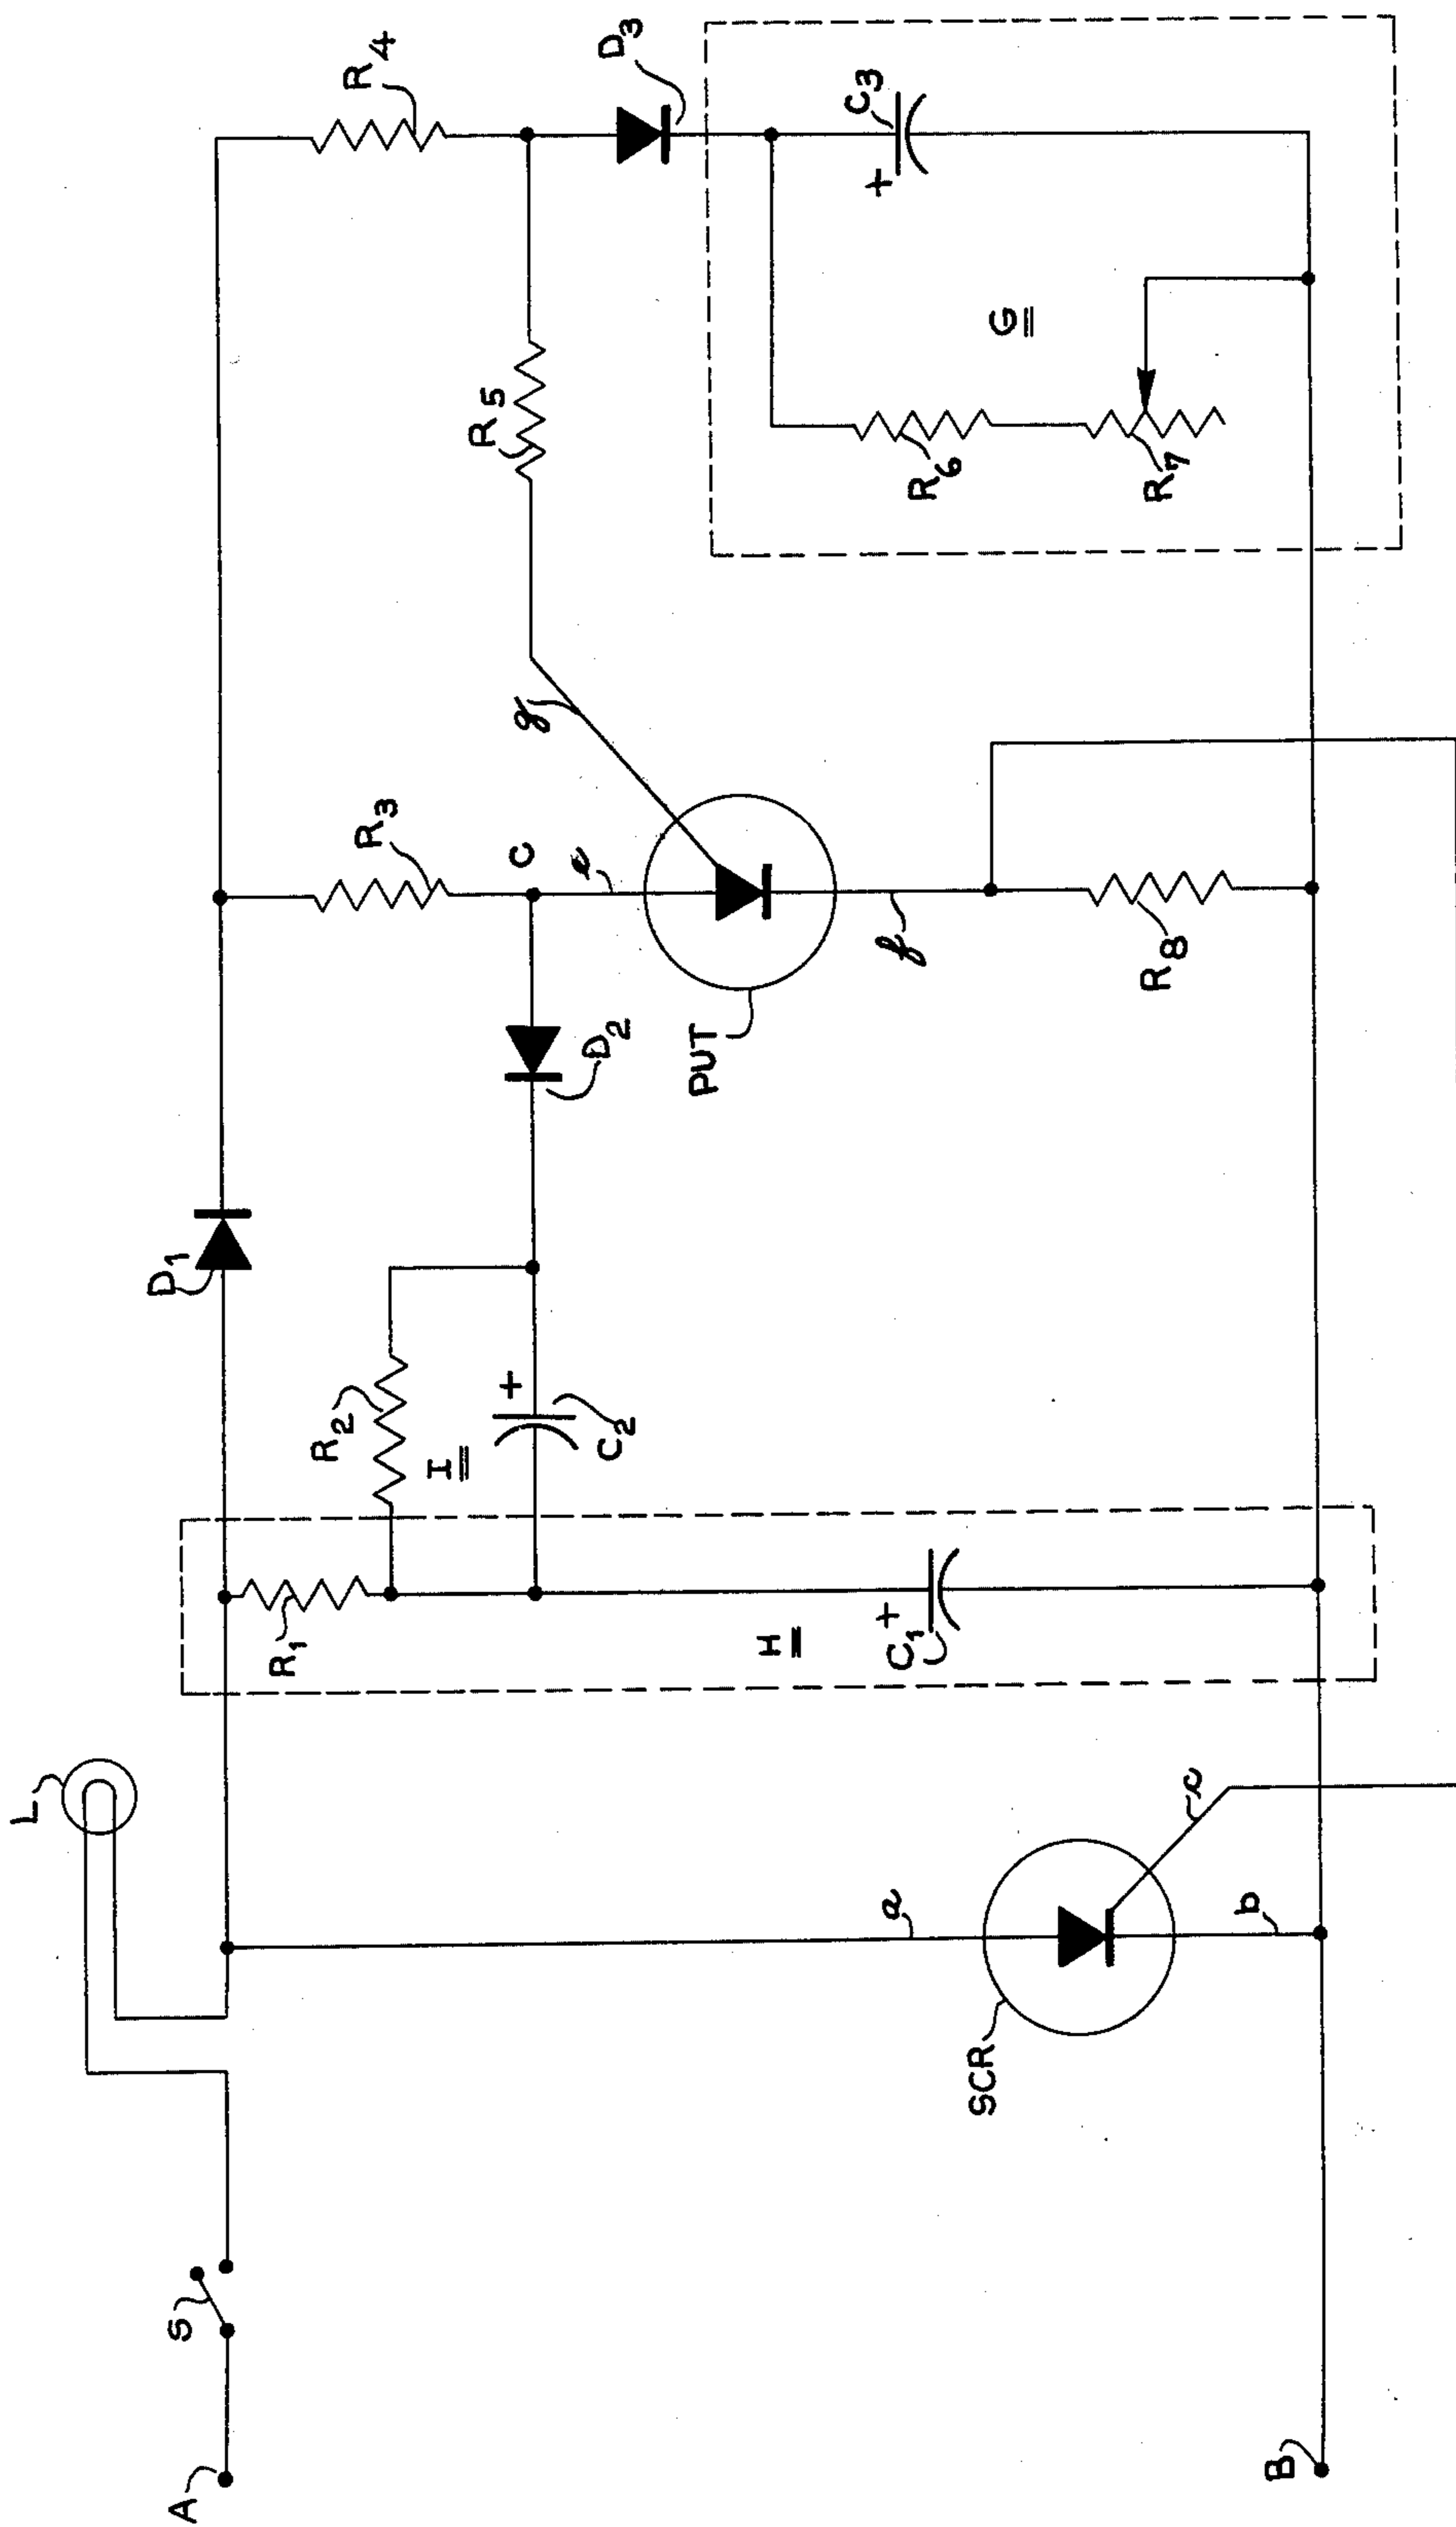 R4
D3
C3
+
G
R5
R6
R7
g
R3
C
e
f
R8
PUT
D2
D1
R2
I
+
C2
R1
H
+
C1
L
a
c
b
SCR
S
A
B